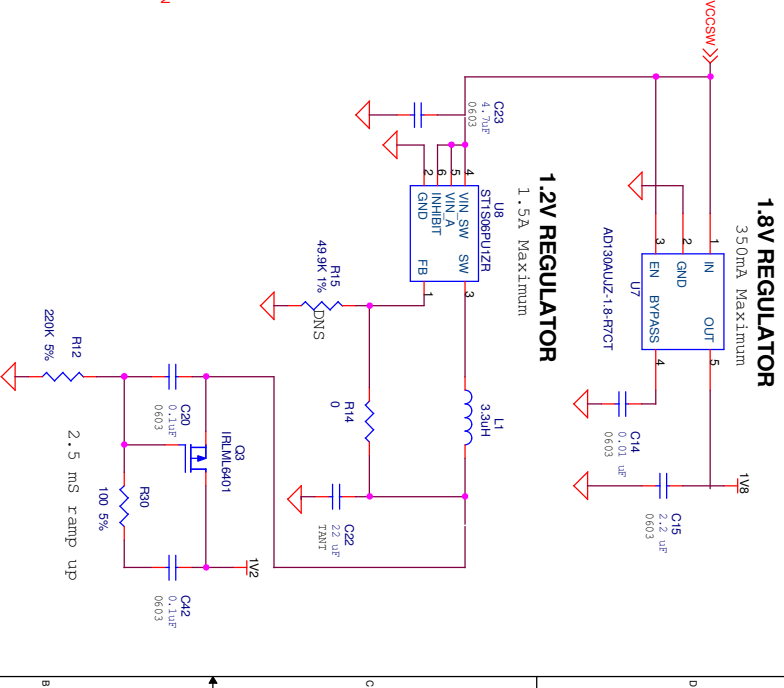 VCCSW
1.8V REGULATOR
350mA Maximum
1
2
3
IN
GND
EN
OUT
BYPASS
5
4
U7
AD130AUJZ-1.8-R7CT
C14
0.01 uF
0603
1V8
C15
2.2 uF
0603
1.2V REGULATOR
1.5A Maximum
C23
4.7uF
0603
U8
ST1S06PU1ZR
4
5
6
2
VIN_SW
VIN_A
INHIBIT
GND
SW
FB
3
1
L1
3.3uH
R15
49.9K 1%
DNS
R14
0
C22
22 uF
TANT
1V2
Q3
IRLML6401
C20
0.1uF
0603
R12
220K 5%
R30
100 5%
C42
0.1uF
0603
2.5 mS ramp up
D
C
B